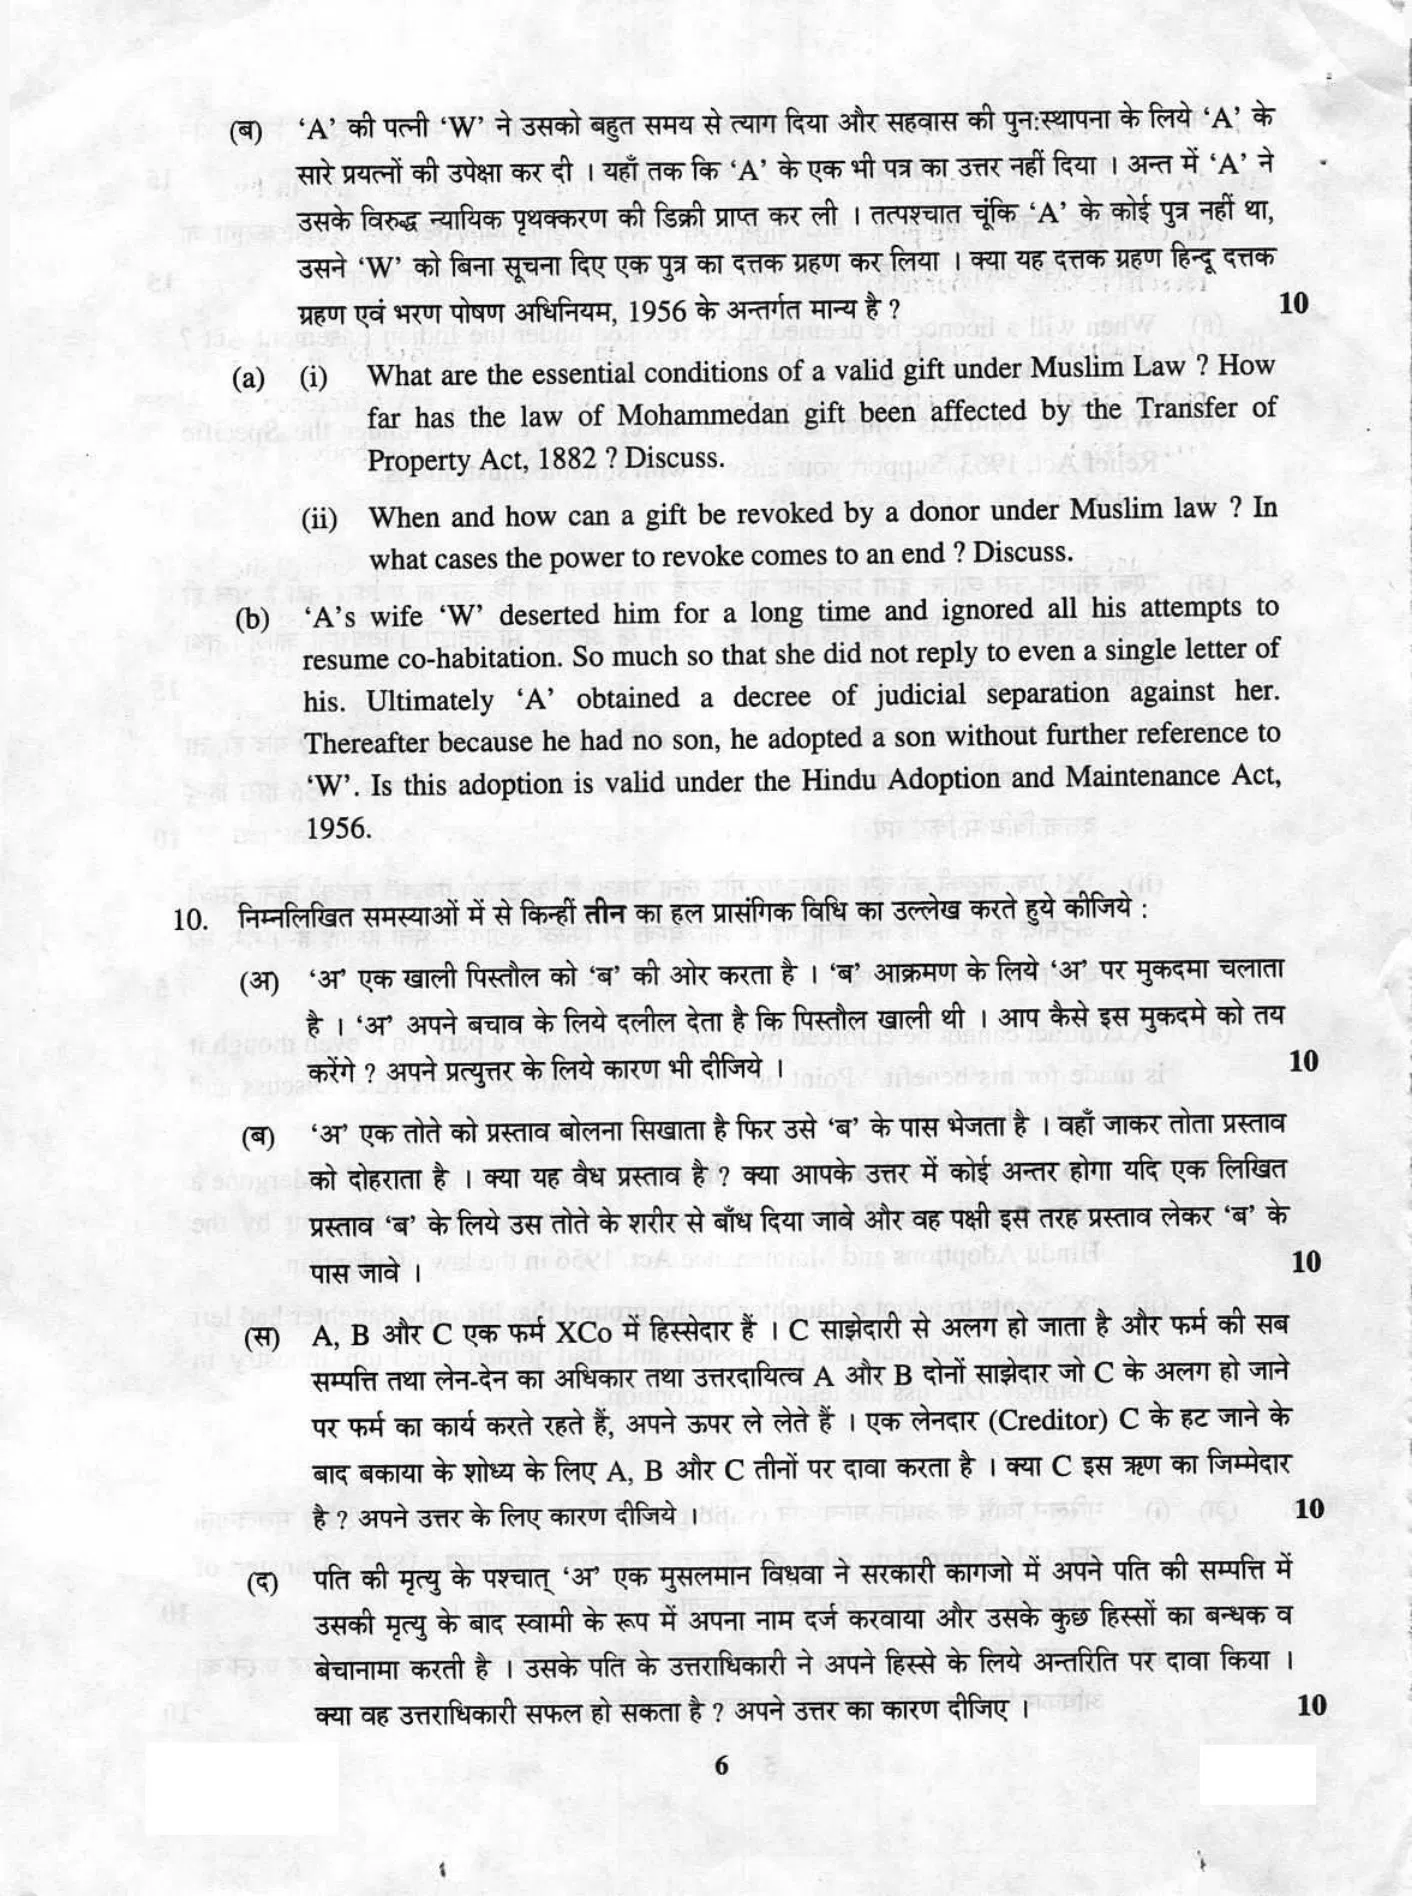 (ब) ‘A’ की पत्नी ‘W’ ने उसको बहुत समय से त्याग दिया और सहवास की पुन:स्थापना के लिये ‘A’ के
सारे प्रयत्नों की उपेक्षा कर दी । यहाँ तक कि ‘A’ के एक भी पत्र का उत्तर नहीं दिया । अन्त में ‘A’ ने
उसके विरुद्ध न्यायिक पृथक्करण की डिक्री प्राप्त कर ली । तत्पश्चात चूंकि ‘A’ के कोई पुत्र नहीं था,
उसने ‘W’ को बिना सूचना दिए एक पुत्र का दत्तक ग्रहण कर लिया । क्या यह दत्तक ग्रहण हिन्दू दत्तक
ग्रहण एवं भरण पोषण अधिनियम, 1956 के अन्तर्गत मान्य है ? 10
(a) (i) What are the essential conditions of a valid gift under Muslim Law ? How
far has the law of Mohammedan gift been affected by the Transfer of
Property Act, 1882 ? Discuss.
(ii) When and how can a gift be revoked by a donor under Muslim law ? In
what cases the power to revoke comes to an end ? Discuss.
(b) ‘A’s wife ‘W’ deserted him for a long time and ignored all his attempts to
resume co-habitation. So much so that she did not reply to even a single letter of
his. Ultimately ‘A’ obtained a decree of judicial separation against her.
Thereafter because he had no son, he adopted a son without further reference to
‘W’. Is this adoption is valid under the Hindu Adoption and Maintenance Act,
1956.
10. निम्नलिखित समस्याओं में से किन्हीं तीन का हल प्रासंगिक विधि का उल्लेख करते हुये कीजिये :
(अ) ‘अ’ एक खाली पिस्तौल को ‘ब’ की ओर करता है । ‘ब’ आक्रमण के लिये ‘अ’ पर मुकदमा चलाता
है । ‘अ’ अपने बचाव के लिये दलील देता है कि पिस्तौल खाली थी । आप कैसे इस मुकदमे को तय
करेंगे ? अपने प्रत्युत्तर के लिये कारण भी दीजिये । 10
(ब) ‘अ’ एक तोते को प्रस्ताव बोलना सिखाता है फिर उसे ‘ब’ के पास भेजता है । वहाँ जाकर तोता प्रस्ताव
को दोहराता है । क्या यह वैध प्रस्ताव है ? क्या आपके उत्तर में कोई अन्तर होगा यदि एक लिखित
प्रस्ताव ‘ब’ के लिये उस तोते के शरीर से बाँध दिया जावे और वह पक्षी इस तरह प्रस्ताव लेकर ‘ब’ के
पास जावे । 10
(स) A, B और C एक फर्म XCo में हिस्सेदार हैं । C साझेदारी से अलग हो जाता है और फर्म की सब
सम्पत्ति तथा लेन-देन का अधिकार तथा उत्तरदायित्व A और B दोनों साझेदार जो C के अलग हो जाने
पर फर्म का कार्य करते रहते हैं, अपने ऊपर ले लेते हैं । एक लेनदार (Creditor) C के हट जाने के
बाद बकाया के शोध्य के लिए A, B और C तीनों पर दावा करता है । क्या C इस ऋण का जिम्मेदार
है ? अपने उत्तर के लिए कारण दीजिये । 10
(द) पति की मृत्यु के पश्चात् ‘अ’ एक मुसलमान विधवा ने सरकारी कागजो में अपने पति की सम्पत्ति में
उसकी मृत्यु के बाद स्वामी के रूप में अपना नाम दर्ज करवाया और उसके कुछ हिस्सों का बन्धक व
बेचानामा करती है । उसके पति के उत्तराधिकारी ने अपने हिस्से के लिये अन्तरिति पर दावा किया ।
क्या वह उत्तराधिकारी सफल हो सकता है ? अपने उत्तर का कारण दीजिए । 10
6